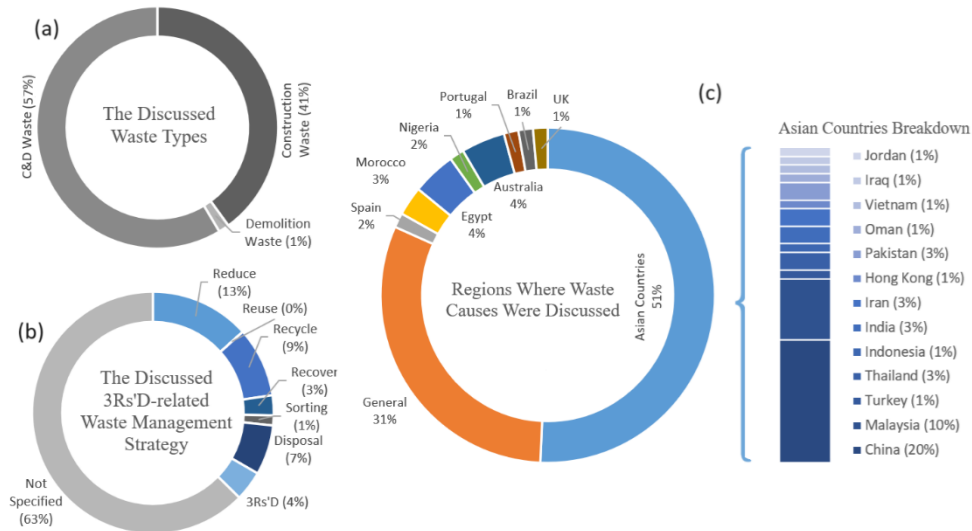 (a)
C&D Waste (57%)
The Discussed
Waste Types
Construction
Waste (41%)
Demolition
Waste (1%)
(b)
Reduce
(13%)
Reuse (0%)
Recycle
(9%)
Recover
(3%)
Sorting
(1%)
Disposal
(7%)
3Rs'D (4%)
Not
Specified
(63%)
The Discussed
3Rs'D-related
Waste Management
Strategy
(c)
Portugal
1%
Brazil
1%
UK
1%
Nigeria
2%
Morocco
3%
Spain
2%
Egypt
4%
Australia
4%
General
31%
Asian Countries
51%
Regions Where Waste
Causes Were Discussed
Asian Countries Breakdown
Jordan (1%)
Iraq (1%)
Vietnam (1%)
Oman (1%)
Pakistan (3%)
Hong Kong (1%)
Iran (3%)
India (3%)
Indonesia (1%)
Thailand (3%)
Turkey (1%)
Malaysia (10%)
China (20%)